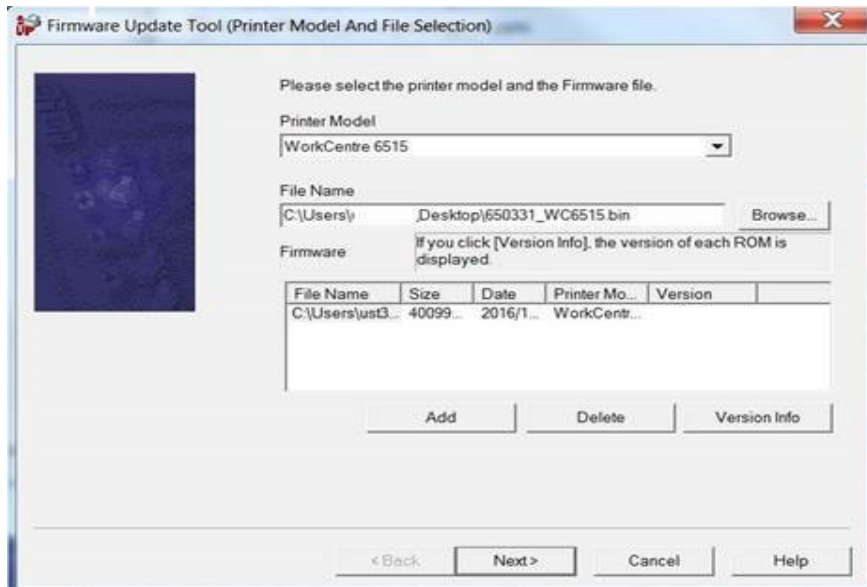 Firmware Update Tool (Printer Model And File Selection)
Please select the printer model and the Firmware file.
Printer Model
WorkCentre 6515
File Name
C:\Users\ Desktop\650331_WC6515.bin
Browse...
Firmware
If you click [Version Info], the version of each ROM is
displayed.
File Name Size Date Printer Mo... Version
C:\Users\ust3... 40099... 2016/1... WorkCentr...
Add Delete Version Info
< Back Next > Cancel Help